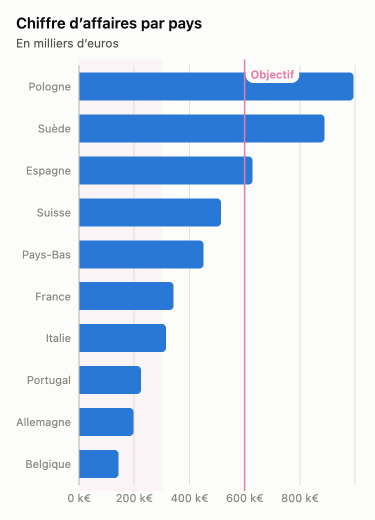 Chiffre d’affaires par pays
En milliers d’euros
Objectif
Pologne
Suède
Espagne
Suisse
Pays-Bas
France
Italie
Portugal
Allemagne
Belgique
0 k€ 200 k€ 400 k€ 600 k€ 800 k€